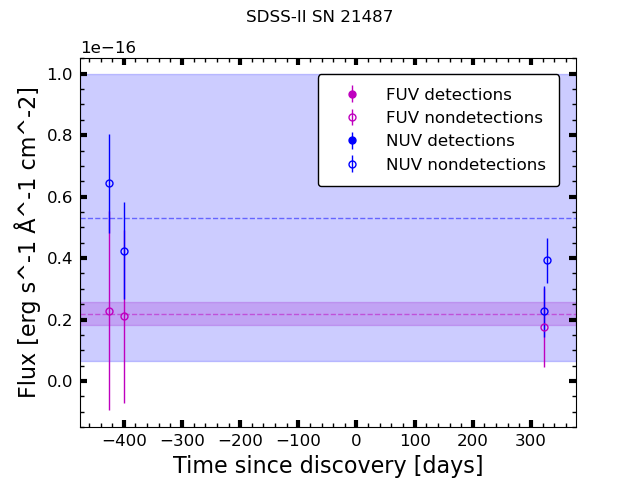 SDSS-II SN 21487
1e−16
1.0
0.8
0.6
0.4
0.2
0.0
Flux [erg s^-1 Å^-1 cm^-2]
FUV detections
FUV nondetections
NUV detections
NUV nondetections
−400 −300 −200 −100 0 100 200 300
Time since discovery [days]